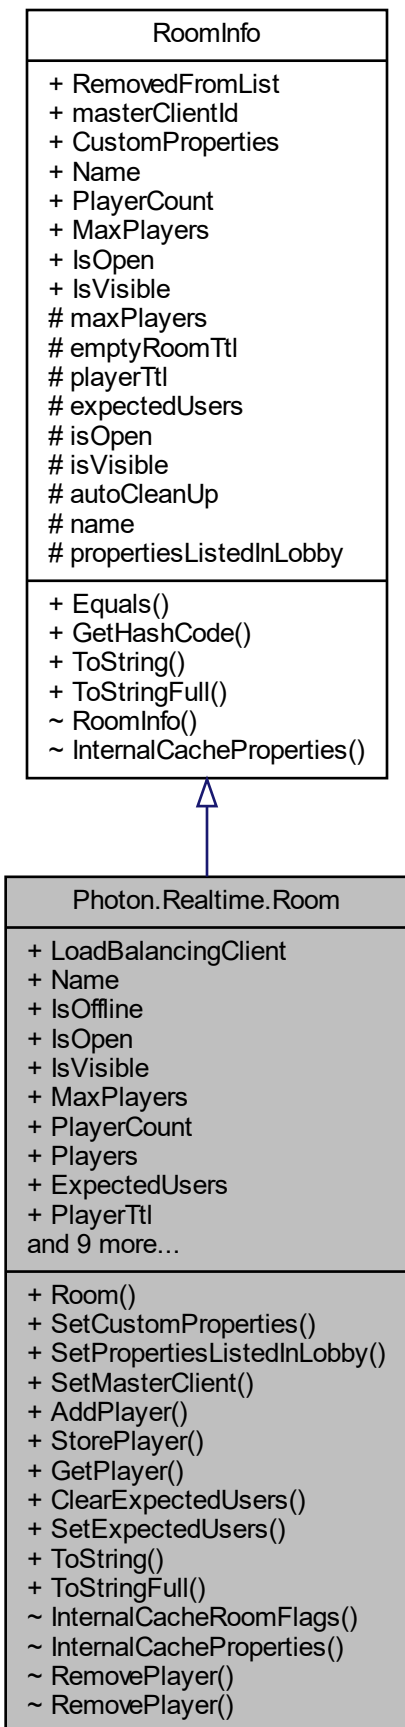 RoomInfo
+ RemovedFromList
+ masterClientId
+ CustomProperties
+ Name
+ PlayerCount
+ MaxPlayers
+ IsOpen
+ IsVisible
# maxPlayers
# emptyRoomTtl
# playerTtl
# expectedUsers
# isOpen
# isVisible
# autoCleanUp
# name
# propertiesListedInLobby
+ Equals()
+ GetHashCode()
+ ToString()
+ ToStringFull()
~ RoomInfo()
~ InternalCacheProperties()
Photon.Realtime.Room
+ LoadBalancingClient
+ Name
+ IsOffline
+ IsOpen
+ IsVisible
+ MaxPlayers
+ PlayerCount
+ Players
+ ExpectedUsers
+ PlayerTtl
and 9 more...
+ Room()
+ SetCustomProperties()
+ SetPropertiesListedInLobby()
+ SetMasterClient()
+ AddPlayer()
+ StorePlayer()
+ GetPlayer()
+ ClearExpectedUsers()
+ SetExpectedUsers()
+ ToString()
+ ToStringFull()
~ InternalCacheRoomFlags()
~ InternalCacheProperties()
~ RemovePlayer()
~ RemovePlayer()